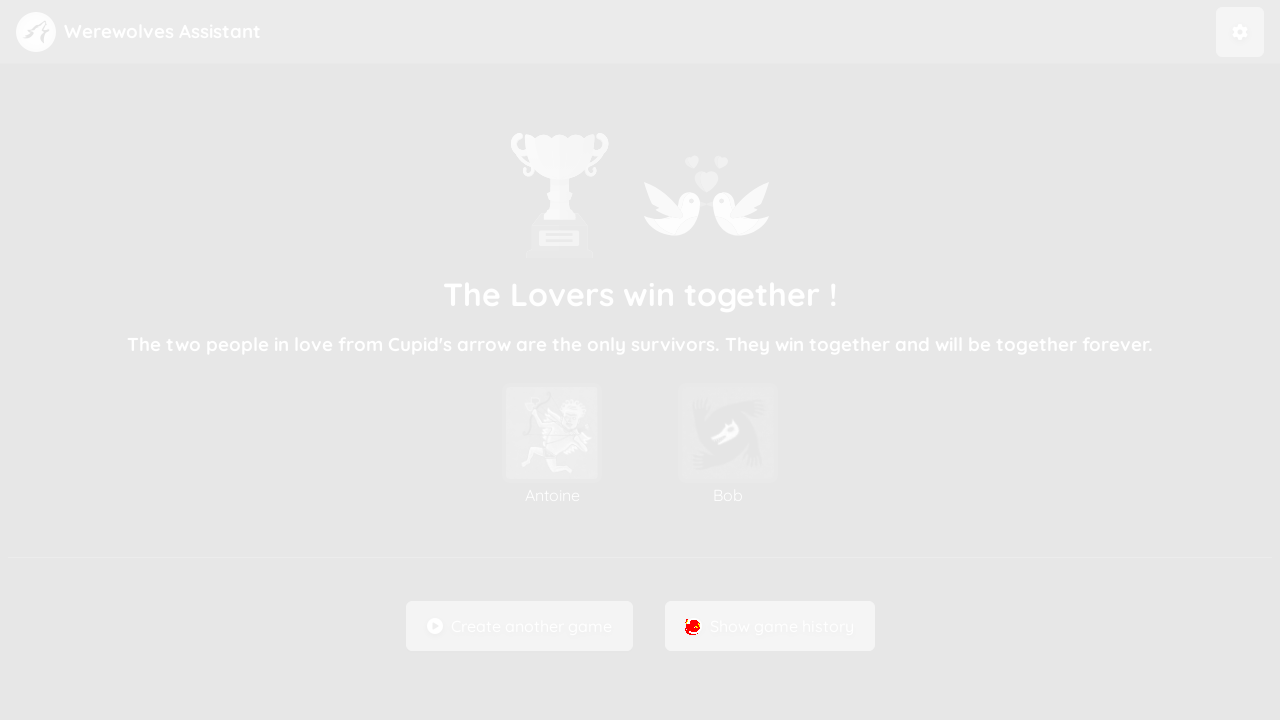 Werewolves Assistant
The Lovers win together !
The two people in love from Cupid's arrow are the only survivors. They win together and will be together forever.
Antoine
Bob
Create another game
Show game history